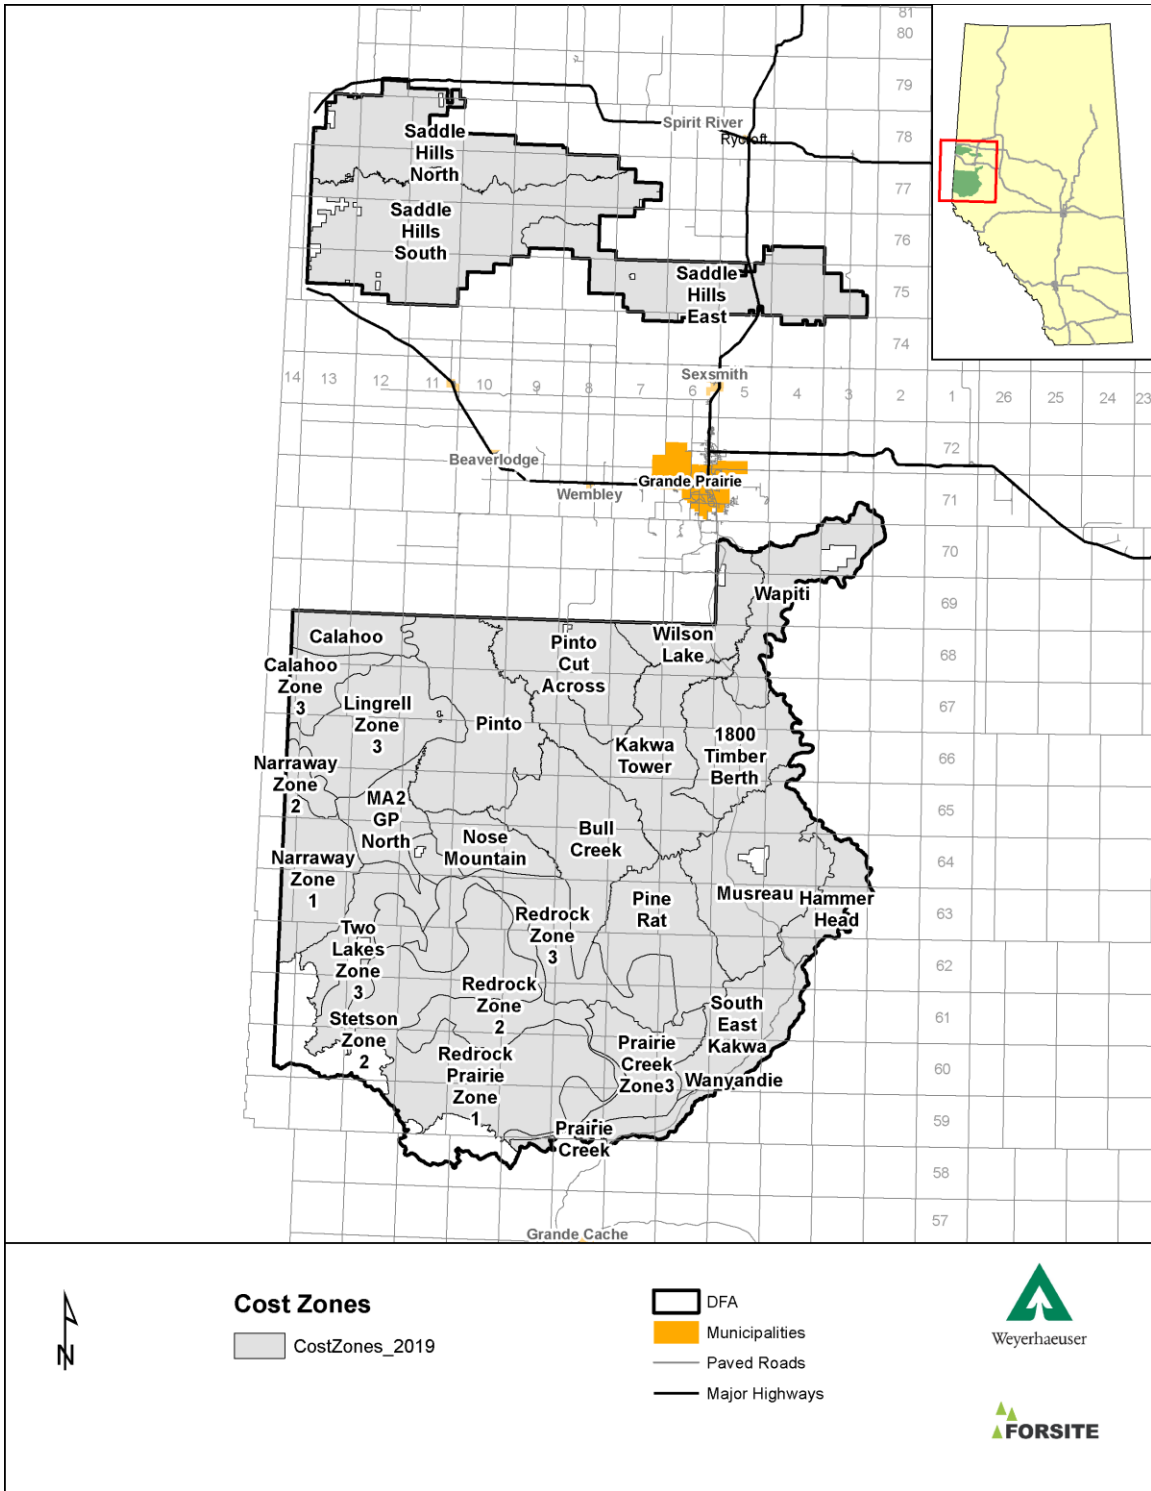 81
80
79
78
77
76
75
74
Spirit River
Rycroft
Saddle
Hills
North
Saddle
Hills
South
Saddle
Hills
East
Sexsmith
14 13 12 11 10 9 8 7 6 5 4 3 2 1 26 25 24 23
Beaverlodge
Wembley
Grande Prairie
72
71
70
69
68
67
66
65
64
63
62
61
60
59
58
57
Wapiti
Calahoo
Wilson
Lake
Pinto
Cut
Across
Calahoo
Zone
3
Lingrell
Zone
3
Pinto
Kakwa
Tower
1800
Timber
Berth
Narraway
Zone
2
MA2
GP
North
Nose
Mountain
Bull
Creek
Narraway
Zone
1
Musreau
Hammer
Head
Pine
Rat
Redrock
Zone
3
Two
Lakes
Zone
3
Redrock
Zone
2
South
East
Kakwa
Stetson
Zone
2
Prairie
Creek
Zone3
Redrock
Prairie
Zone
1
Wanyandie
Prairie
Creek
Grande Cache
N
Cost Zones
CostZones_2019
DFA
Municipalities
Paved Roads
Major Highways
Weyerhaeuser
FORSITE